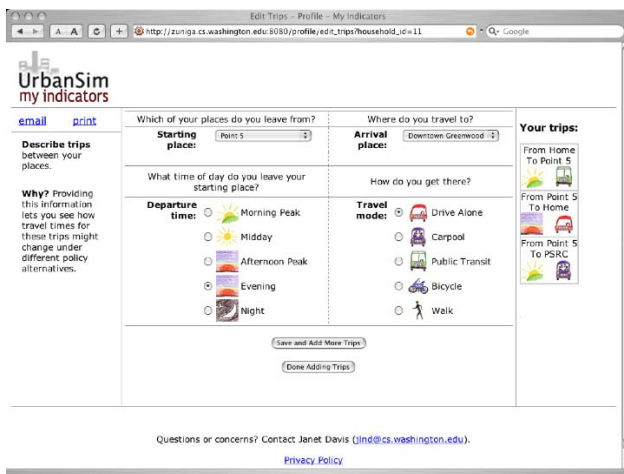 Edit Trips – Profile – My Indicators
A A C + http://zuniga.cs.washington.edu:8080/profile/edit_trips?household_id=11 Q Google
UrbanSim
my indicators
email print
Describe trips
between your
places.
Why? Providing
this information
lets you see how
travel times for
these trips might
change under
different policy
alternatives.
Which of your places do you leave from?
Starting
place:
Point 5
Where do you travel to?
Arrival
place:
Downtown Greenwood
What time of day do you leave your
starting place?
Departure
time:
Morning Peak
Midday
Afternoon Peak
Evening
Night
How do you get there?
Travel
mode:
Drive Alone
Carpool
Public Transit
Bicycle
Walk
Save and Add More Trips
Done Adding Trips
Your trips:
From Home
To Point 5
From Point 5
To Home
From Point 5
To PSRC
Questions or concerns? Contact Janet Davis (jlnd@cs.washington.edu).
Privacy Policy